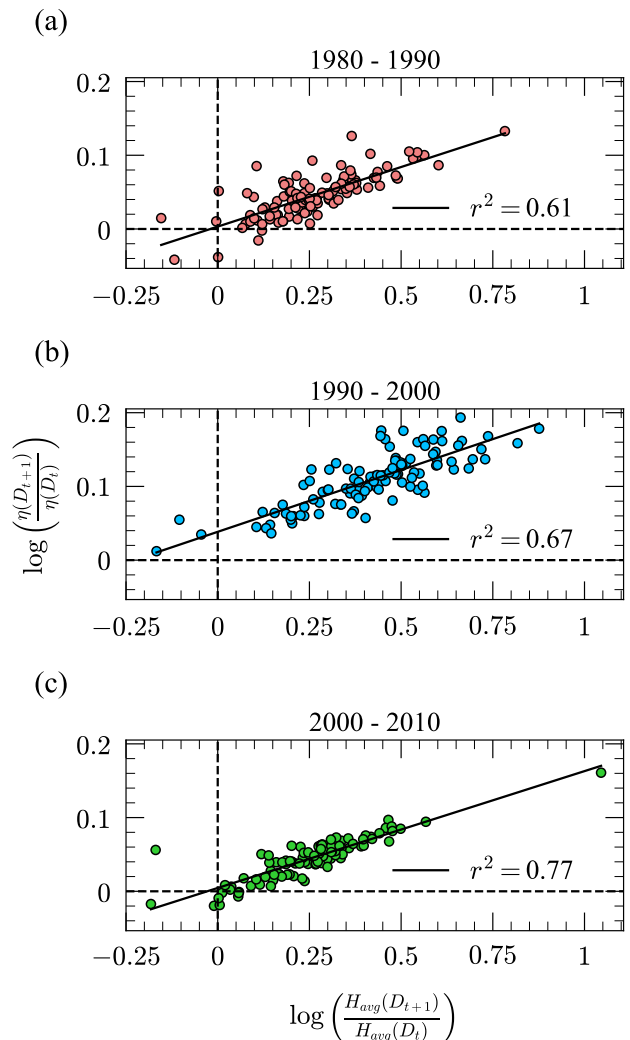 (a)
1980 - 1990
0.2
0.1
0
r² = 0.61
−0.25 0 0.25 0.5 0.75 1
(b)
1990 - 2000
0.2
0.1
0
r² = 0.67
−0.25 0 0.25 0.5 0.75 1
log (η(D_{t+1}) / η(D_t))
(c)
2000 - 2010
0.2
0.1
0
r² = 0.77
−0.25 0 0.25 0.5 0.75 1
log (H_{avg}(D_{t+1}) / H_{avg}(D_t))